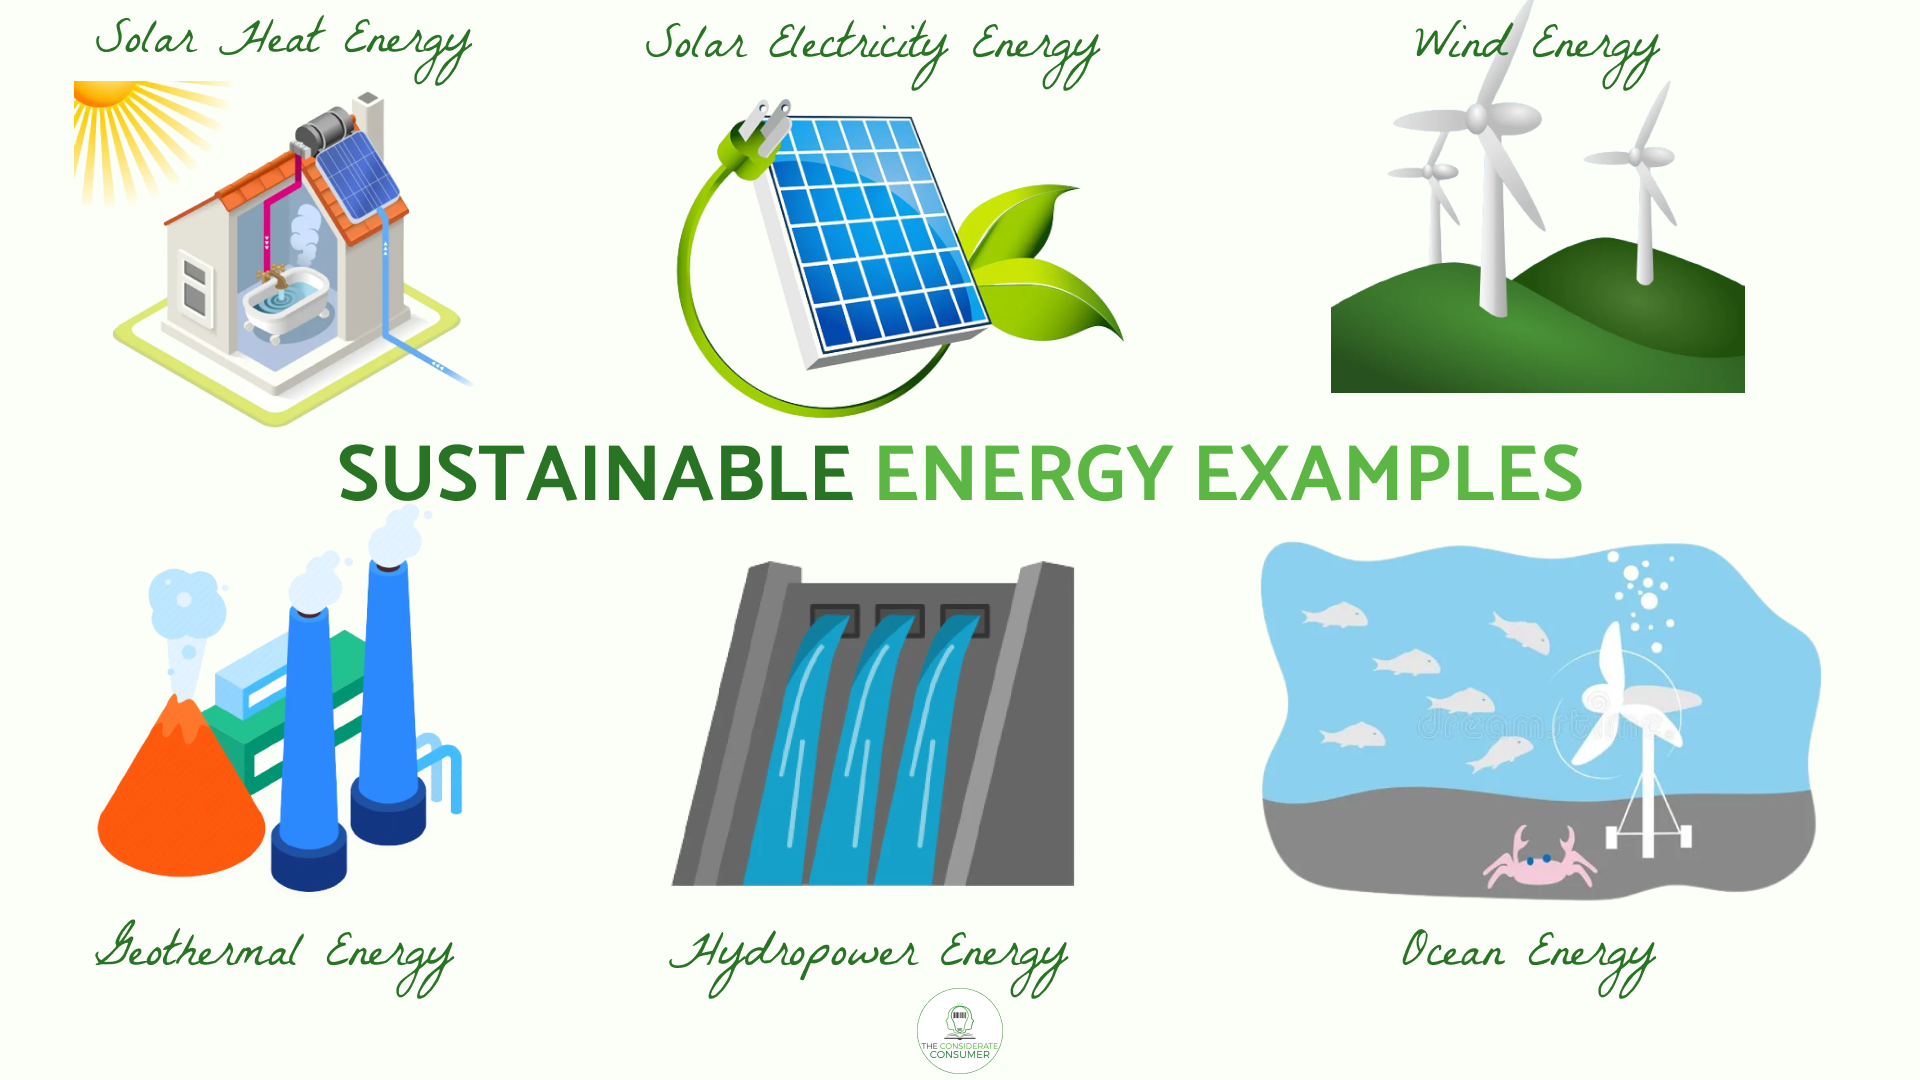 Solar Heat Energy
Solar Electricity Energy
Wind Energy
SUSTAINABLE ENERGY EXAMPLES
dreamstime
Geothermal Energy
Hydropower Energy
Ocean Energy
THE CONSIDERATE
CONSUMER